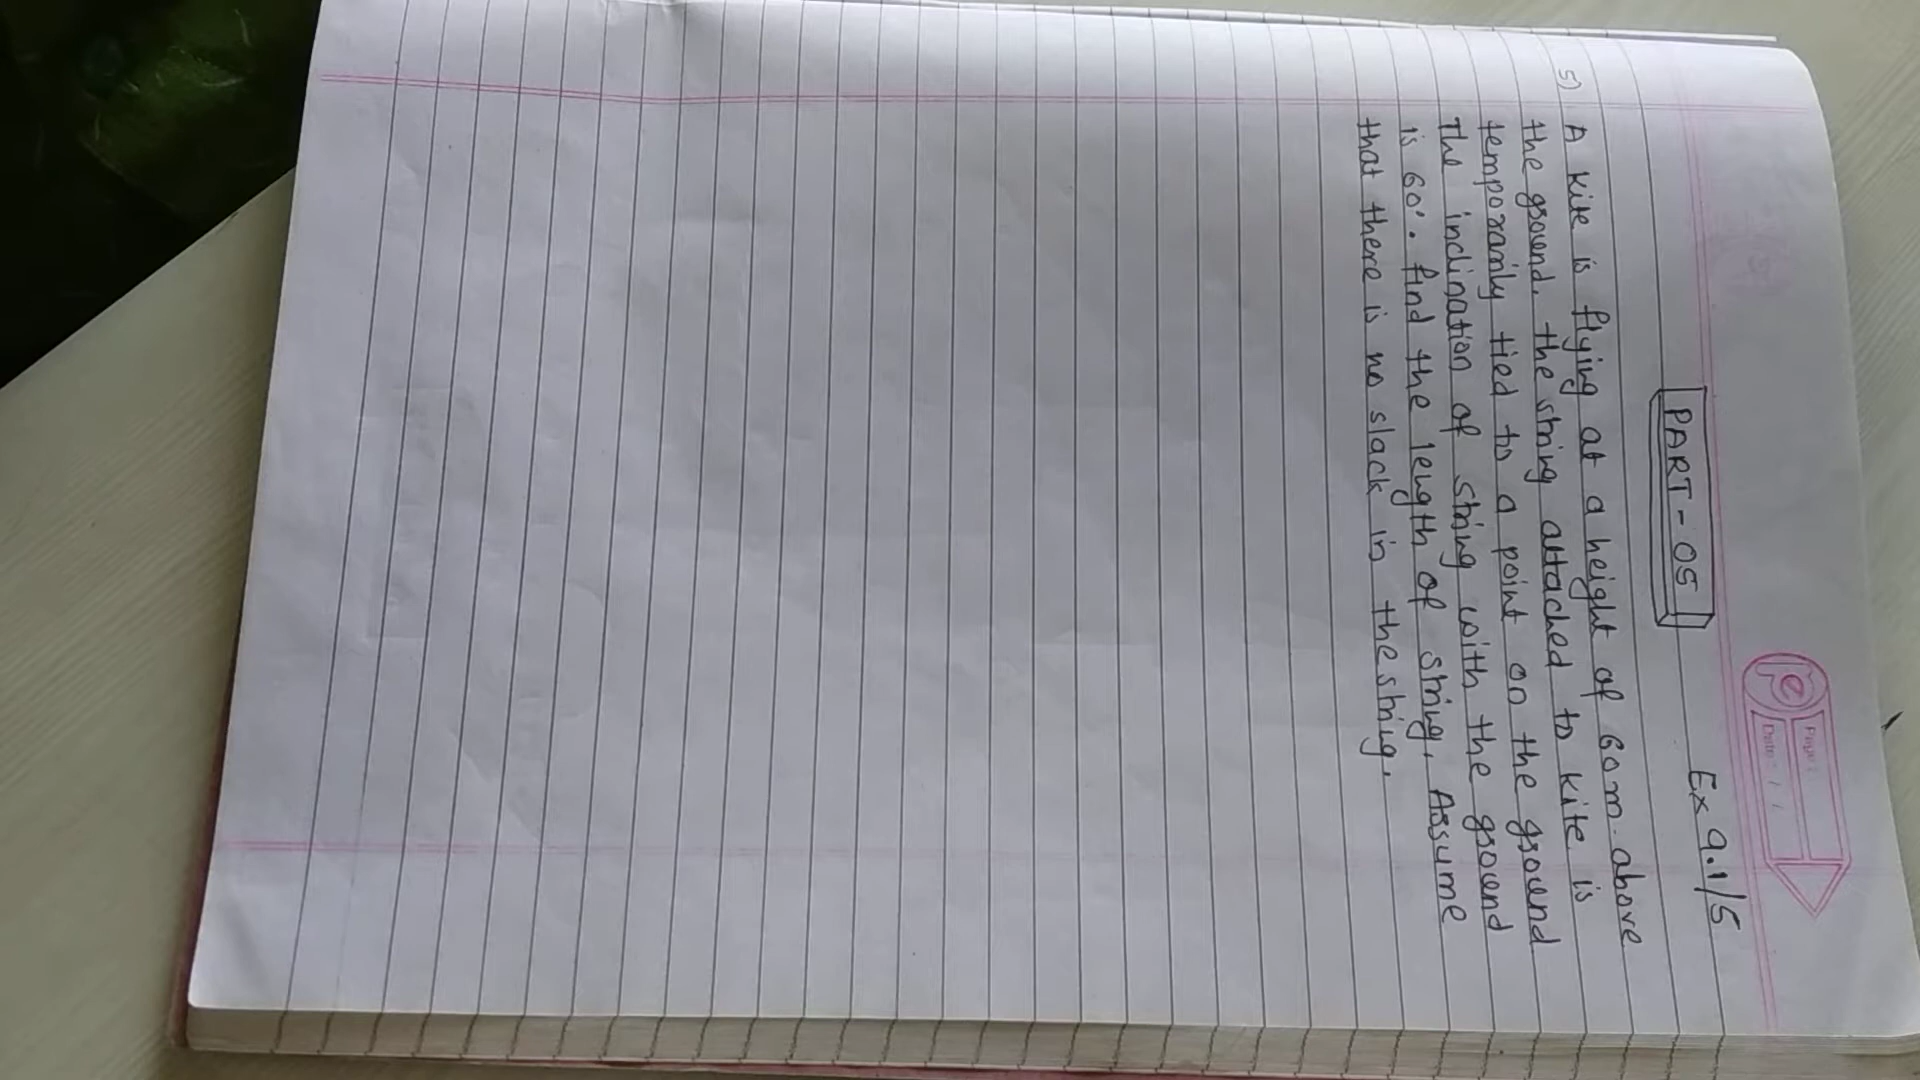 Page:
Date: / /
PART-05
Ex 9.1/5
5) A kite is flying at a height of 60m. above
the ground. the string attached to kite is
temporarily tied to a point on the ground
The inclination of string with the ground
is 60°. find the length of string. Assume
that there is no slack in the string.